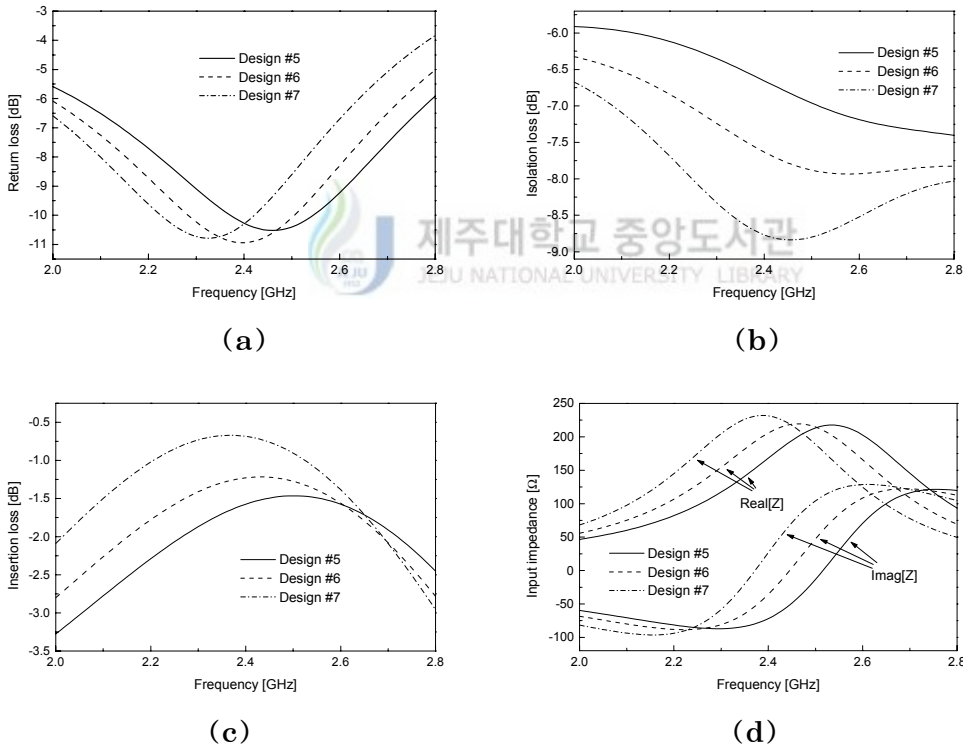 -3
-4
-5
-6
-7
-8
-9
-10
-11
Return loss [dB]
Design #5
Design #6
Design #7
2.0
2.2
2.4
2.6
2.8
Frequency [GHz]
(a)
-6.0
-6.5
-7.0
-7.5
-8.0
-8.5
-9.0
Isolation loss [dB]
Design #5
Design #6
Design #7
2.0
2.2
2.4
2.6
2.8
Frequency [GHz]
(b)
제주대학교 중앙도서관
JEJU NATIONAL UNIVERSITY LIBRARY
-0.5
-1.0
-1.5
-2.0
-2.5
-3.0
-3.5
Insertion loss [dB]
Design #5
Design #6
Design #7
2.0
2.2
2.4
2.6
2.8
Frequency [GHz]
(c)
250
200
150
100
50
0
-50
-100
Input impedance [Ω]
Real[Z]
Imag[Z]
Design #5
Design #6
Design #7
2.0
2.2
2.4
2.6
2.8
Frequency [GHz]
(d)